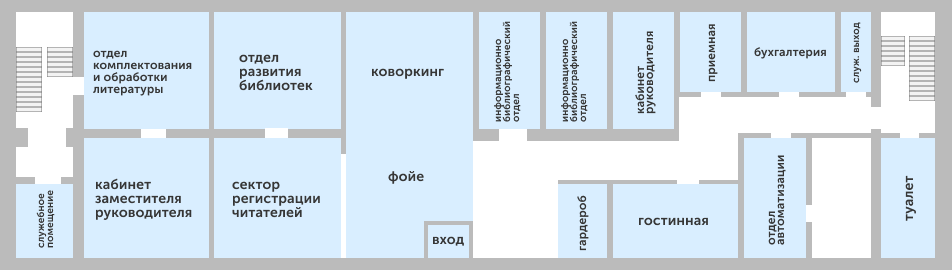 отдел
комплектования
и обработки
литературы
отдел
развития
библиотек
коворкинг
информационно
библиографический
отдел
информационно
библиографический
отдел
кабинет
руководителя
приемная
бухгалтерия
служ. выход
служебное
помещение
кабинет
заместителя
руководителя
сектор
регистрации
читателей
фойе
вход
гардероб
гостинная
отдел
автоматизации
туалет